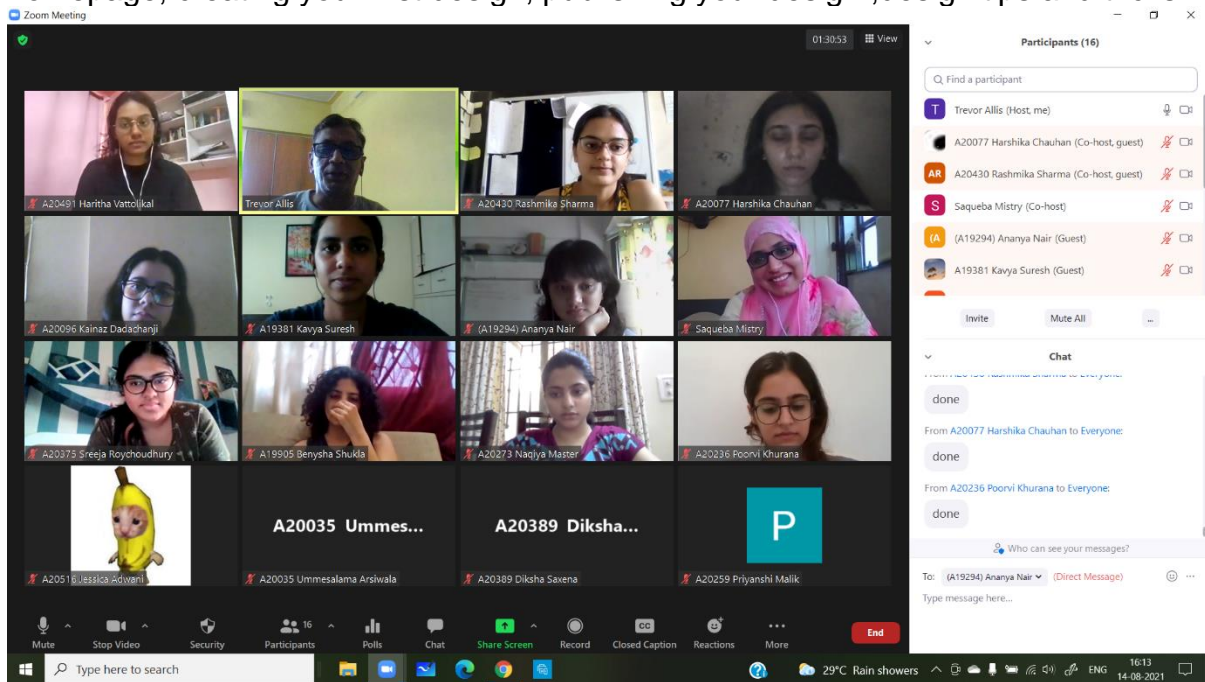 Zoom Meeting
01:30:53 View
A20491 Haritha Vattolikal
Trevor Allis
A20430 Rashmika Sharma
A20077 Harshika Chauhan
A20096 Kainaz Dadachanji
A19381 Kavya Suresh
(A19294) Ananya Nair
Saqueba Mistry
A20375 Sreeja Roychoudhury
A19905 Benysha Shukla
A20273 Naqiya Master
A20236 Poorvi Khurana
A20035 Ummes...
A20389 Diksha...
P
A20516 Jessica Adwani
A20035 Ummesalama Arsiwala
A20389 Diksha Saxena
A20259 Priyanshi Malik
Mute
Stop Video
Security
16
Participants
Polls
Chat
Share Screen
Record
CC
Closed Caption
Reactions
More
End
Participants (16)
Find a participant
T Trevor Allis (Host, me)
A20077 Harshika Chauhan (Co-host, guest)
AR A20430 Rashmika Sharma (Co-host, guest)
S Saqueba Mistry (Co-host)
(A (A19294) Ananya Nair (Guest)
A19381 Kavya Suresh (Guest)
Invite Mute All ...
Chat
done
From A20077 Harshika Chauhan to Everyone:
done
From A20236 Poorvi Khurana to Everyone:
done
Who can see your messages?
To: (A19294) Ananya Nair (Direct Message)
Type message here...
Type here to search
29°C Rain showers
ENG
16:13
14-08-2021